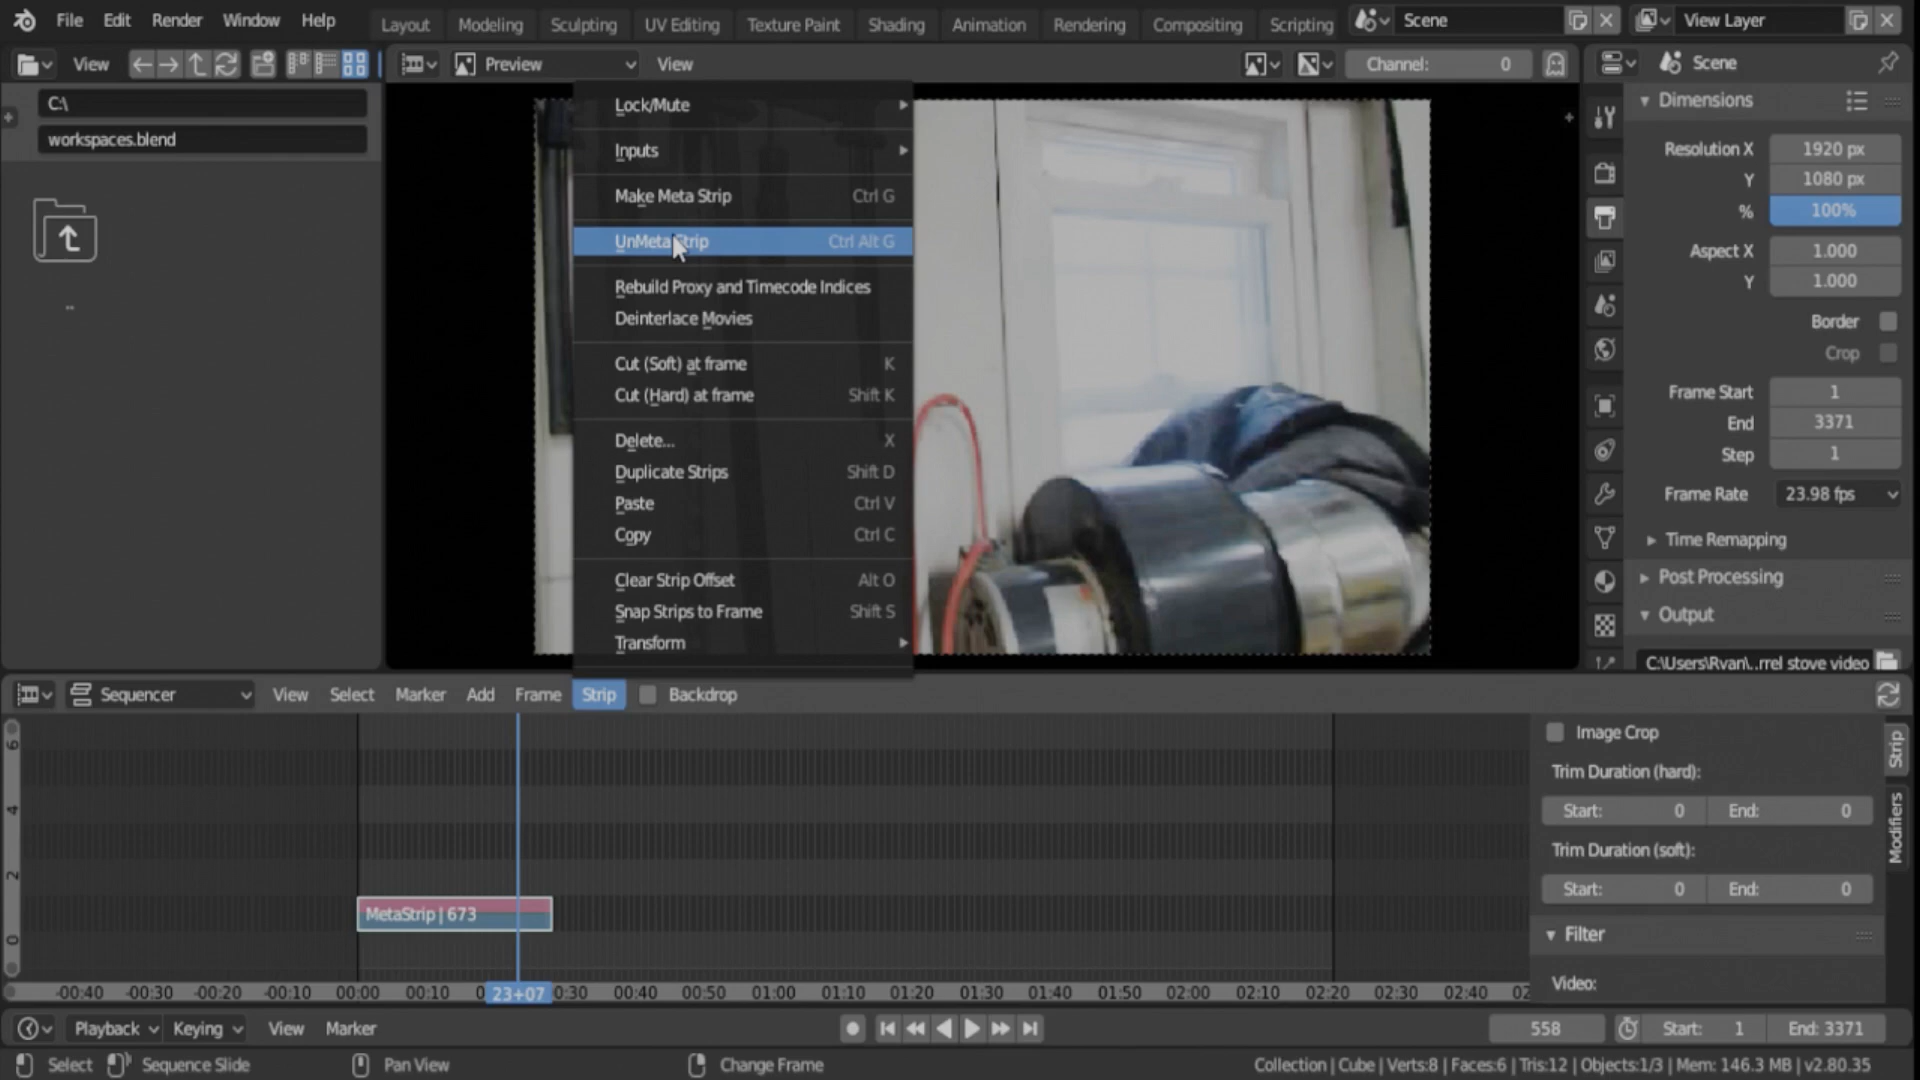 File Edit Render Window Help Layout Modeling Sculpting UV Editing Texture Paint Shading Animation Rendering Compositing Scripting Scene View Layer
View Preview View Channel: 0 Scene
C:\
workspaces.blend
..
Lock/Mute
Inputs
Make Meta Strip Ctrl G
UnMeta Strip Ctrl Alt G
Rebuild Proxy and Timecode Indices
Deinterlace Movies
Cut (Soft) at frame K
Cut (Hard) at frame Shift K
Delete... X
Duplicate Strips Shift D
Paste Ctrl V
Copy Ctrl C
Clear Strip Offset Alt O
Snap Strips to Frame Shift S
Transform
Dimensions
Resolution X 1920 px
Y 1080 px
% 100%
Aspect X 1.000
Y 1.000
Border
Crop
Frame Start 1
End 3371
Step 1
Frame Rate 23.98 fps
Time Remapping
Post Processing
Output
C:\Users\Ryan\..rrel stove video
Sequencer View Select Marker Add Frame Strip Backdrop
6
4
2
0
MetaStrip | 673
Image Crop
Trim Duration (hard):
Start: 0 End: 0
Trim Duration (soft):
Start: 0 End: 0
Filter
Video:
Strip
Modifiers
-00:40 -00:30 -00:20 -00:10 00:00 00:10 23+07 0:30 00:40 00:50 01:00 01:10 01:20 01:30 01:40 01:50 02:00 02:10 02:20 02:30 02:40
Playback Keying View Marker 558 Start: 1 End: 3371
Select Sequence Slide Pan View Change Frame Collection | Cube | Verts:8 | Faces:6 | Tris:12 | Objects:1/3 | Mem: 146.3 MB | v2.80.35